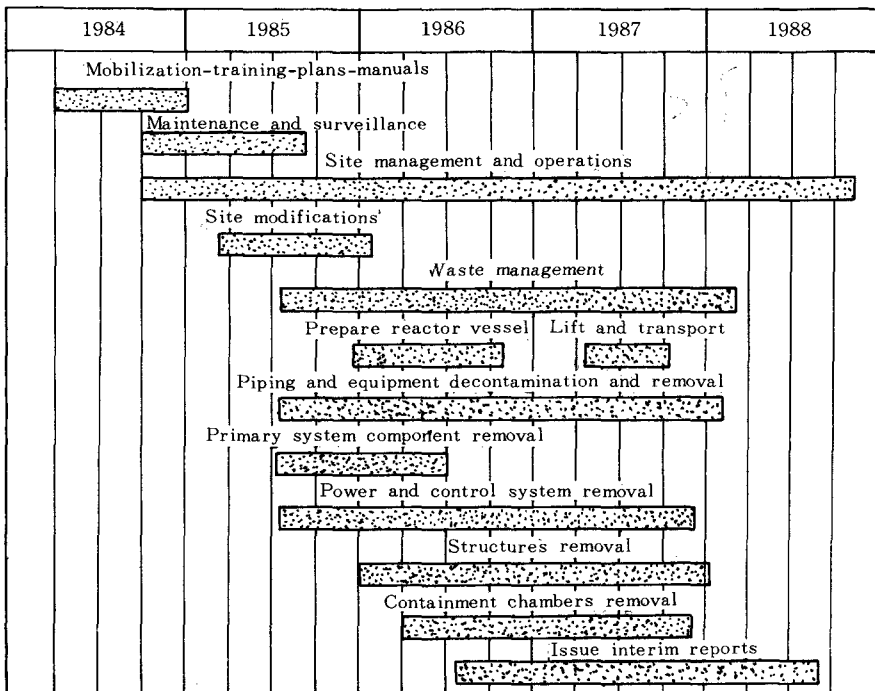 1984 1985 1986 1987 1988
Mobilization-training-plans-manuals
Maintenance and surveillance
Site management and operations
Site modifications
Waste management
Prepare reactor vessel Lift and transport
Piping and equipment decontamination and removal
Primary system component removal
Power and control system removal
Structures removal
Containment chambers removal
Issue interim reports